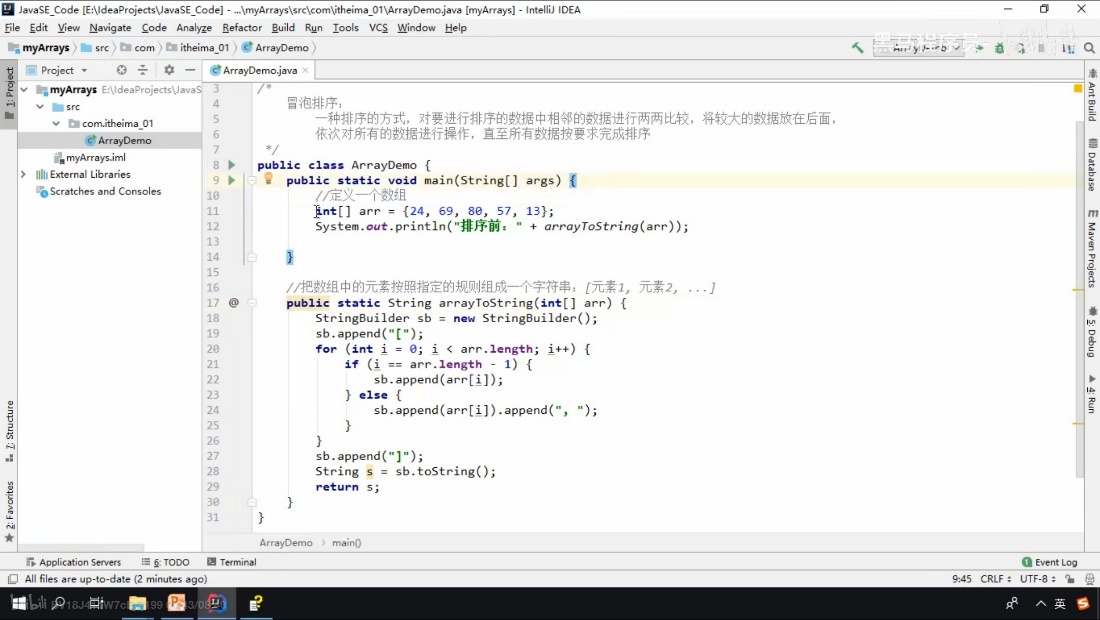 JavaSE_Code [E:\IdeaProjects\JavaSE_Code] - ...\myArrays\src\com\itheima_01\ArrayDemo.java [myArrays] - IntelliJ IDEA
File Edit View Navigate Code Analyze Refactor Build Run Tools VCS Window Help
myArrays src com itheima_01 ArrayDemo
Project
ArrayDemo.java
1: Project
myArrays E:\IdeaProjects\JavaS
src
com.itheima_01
ArrayDemo
myArrays.iml
External Libraries
Scratches and Consoles
7: Structure
2: Favorites
3 /*
4 冒泡排序:
5 一种排序的方式，对要进行排序的数据中相邻的数据进行两两比较，将较大的数据放在后面，
6 依次对所有的数据进行操作，直至所有数据按要求完成排序
7 */
8 public class ArrayDemo {
9 public static void main(String[] args) {
10 //定义一个数组
11 int[] arr = {24, 69, 80, 57, 13};
12 System.out.println("排序前：" + arrayToString(arr));
13
14 }
15
16 //把数组中的元素按照指定的规则组成一个字符串：[元素1, 元素2, ...]
17 @ public static String arrayToString(int[] arr) {
18 StringBuilder sb = new StringBuilder();
19 sb.append("[");
20 for (int i = 0; i < arr.length; i++) {
21 if (i == arr.length - 1) {
22 sb.append(arr[i]);
23 } else {
24 sb.append(arr[i]).append(", ");
25 }
26 }
27 sb.append("]");
28 String s = sb.toString();
29 return s;
30 }
31 }
ArrayDemo main()
Ant Build
Database
Maven Projects
5: Debug
4: Run
Application Servers 6: TODO Terminal Event Log
All files are up-to-date (2 minutes ago) 9:45 CRLF UTF-8
英